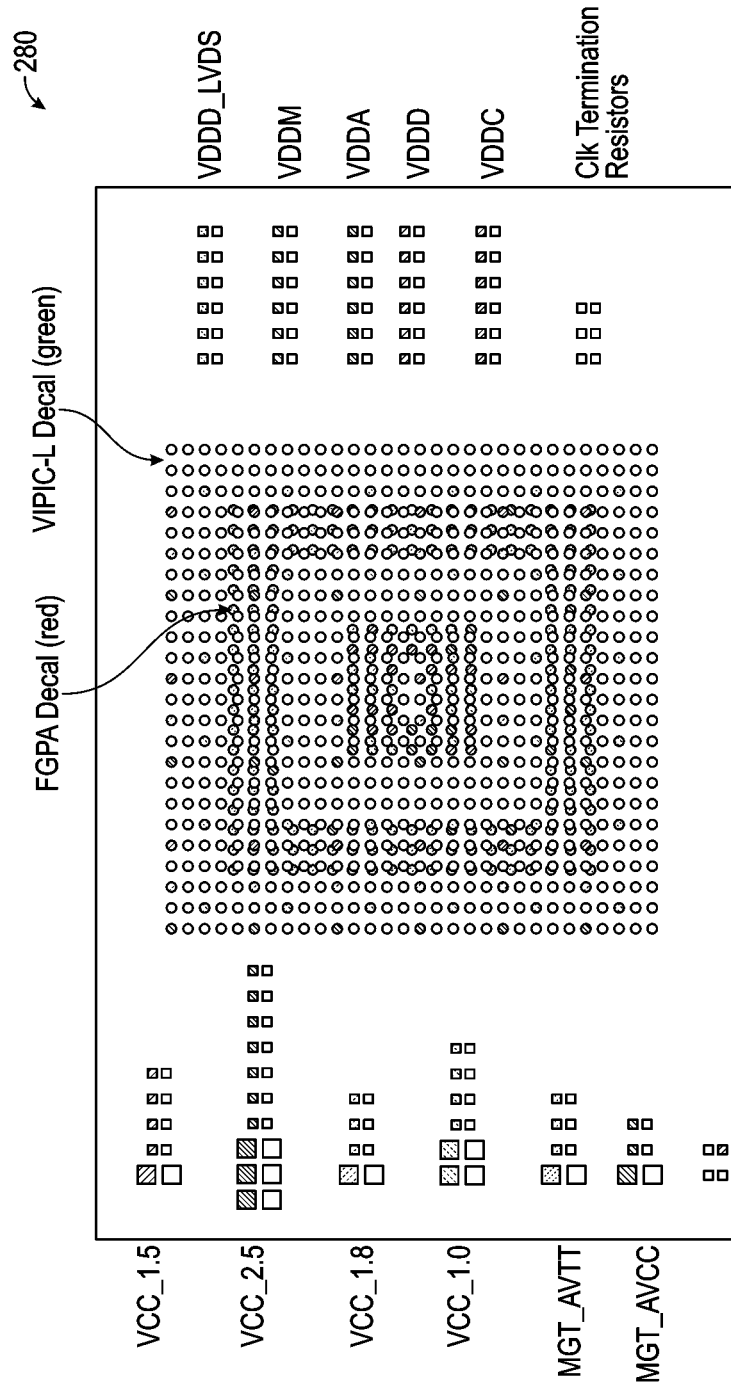 280
VIPIC-L Decal (green)
FGPA Decal (red)
VDDD_LVDS
VDDM
VDDA
VDDD
VDDC
Clk Termination
Resistors
VCC_1.5
VCC_2.5
VCC_1.8
VCC_1.0
MGT_AVTT
MGT_AVCC